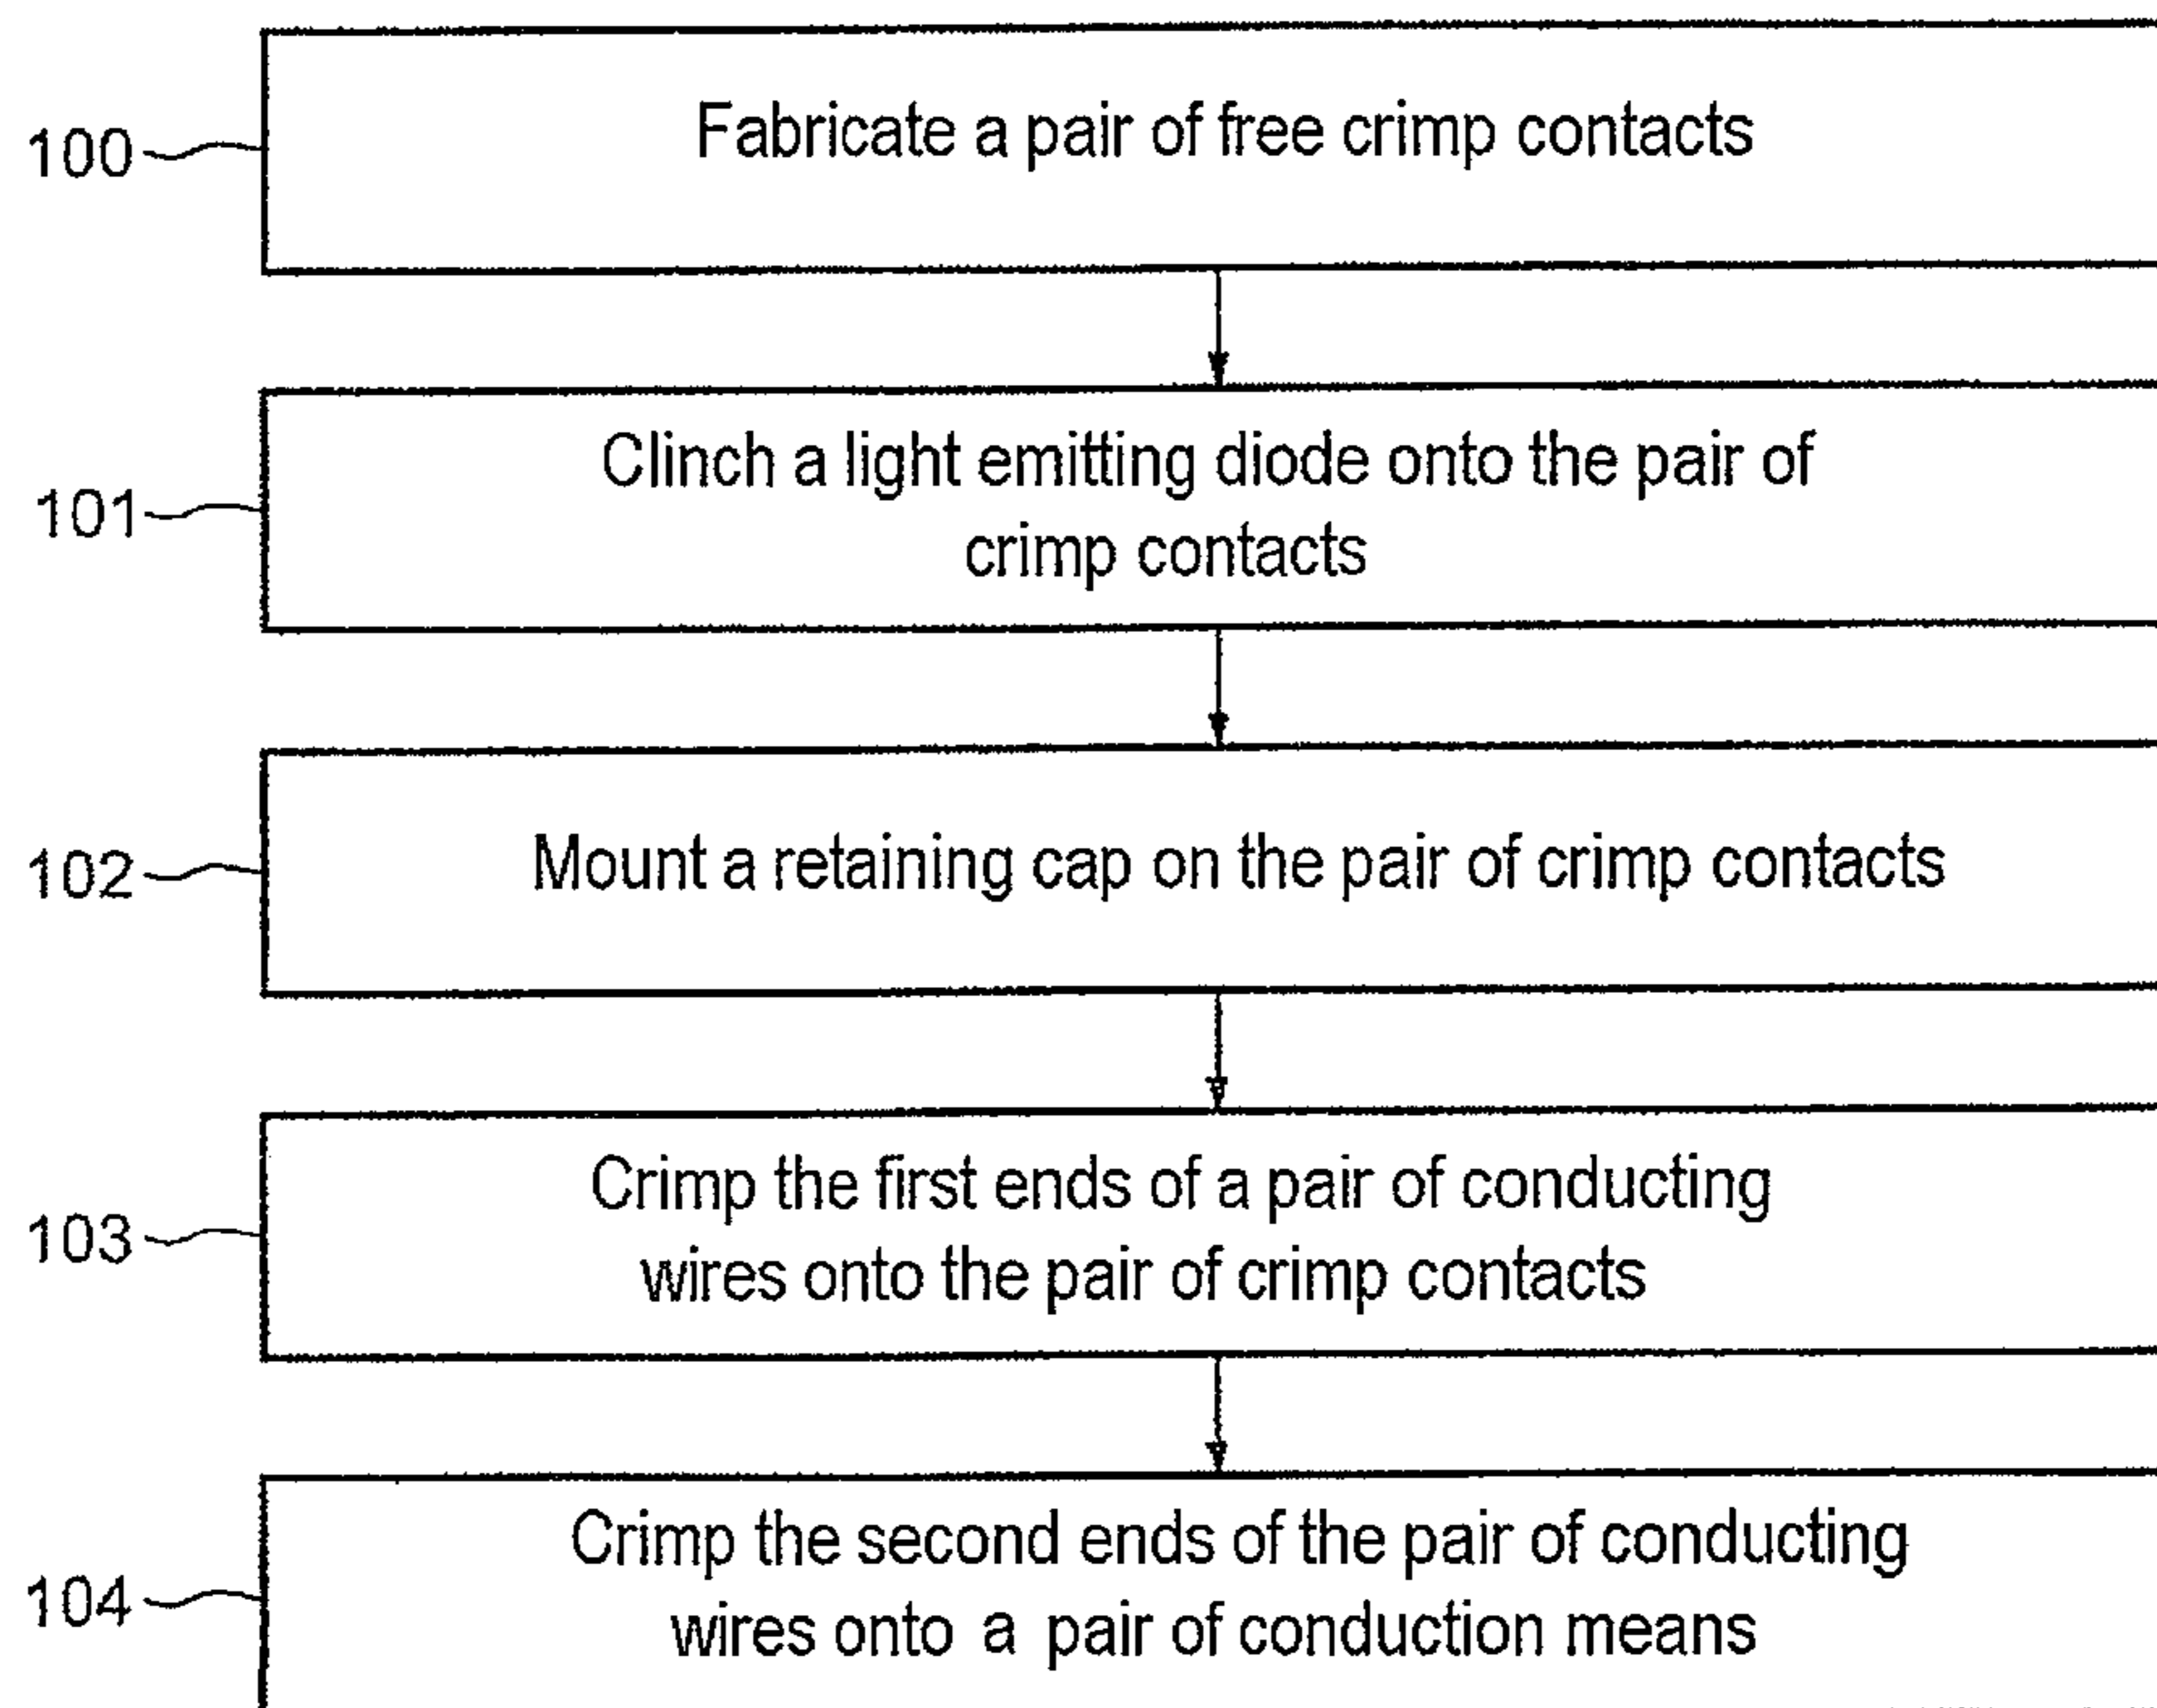 100
Fabricate a pair of free crimp contacts
101
Clinch a light emitting diode onto the pair of
crimp contacts
102
Mount a retaining cap on the pair of crimp contacts
103
Crimp the first ends of a pair of conducting
wires onto the pair of crimp contacts
104
Crimp the second ends of the pair of conducting
wires onto a pair of conduction means